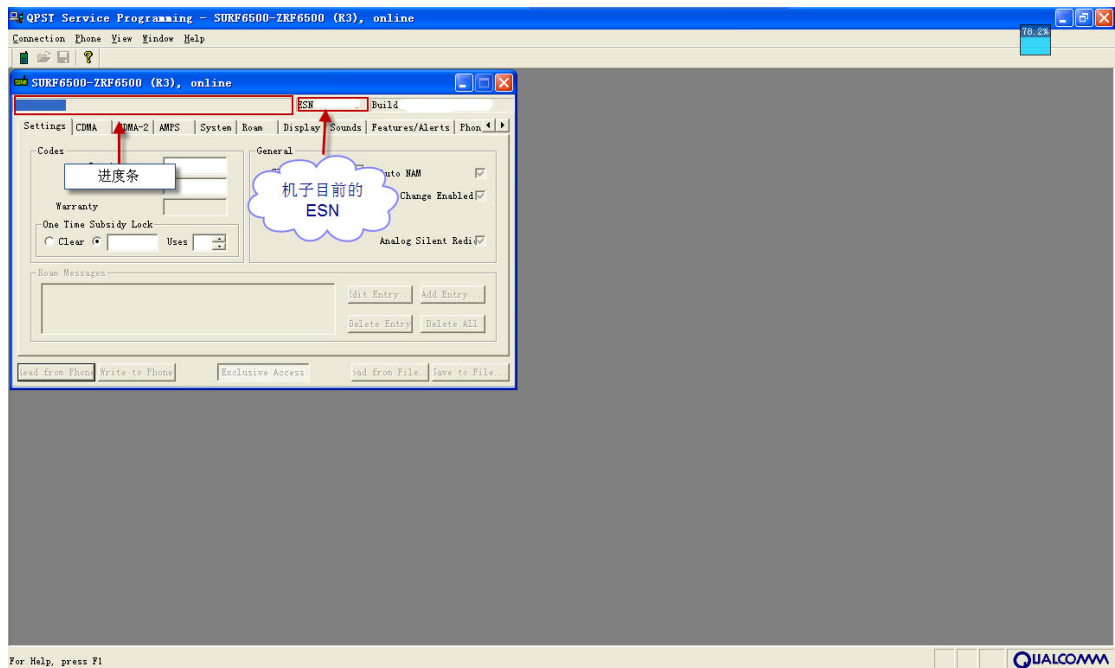 QPST Service Programming - SURF6500-ZRF6500 (R3), online
Connection Phone View Window Help
78.2%
SURF6500-ZRF6500 (R3), online
ESN Build
Settings CDMA AMPS System Roam Display Sounds Features/Alerts Phon
Codes General
进度条
机子目前的
ESN
Auto NAM
Change Enabled
Warranty
One Time Subsidy Lock
Clear Uses
Analog Silent Redi
Roam Messages
Edit Entry... Add Entry...
Delete Entry Delete All
Read from Phone Write to Phone Exclusive Access Load from File... Save to File...
For Help, press F1
QUALCOMM